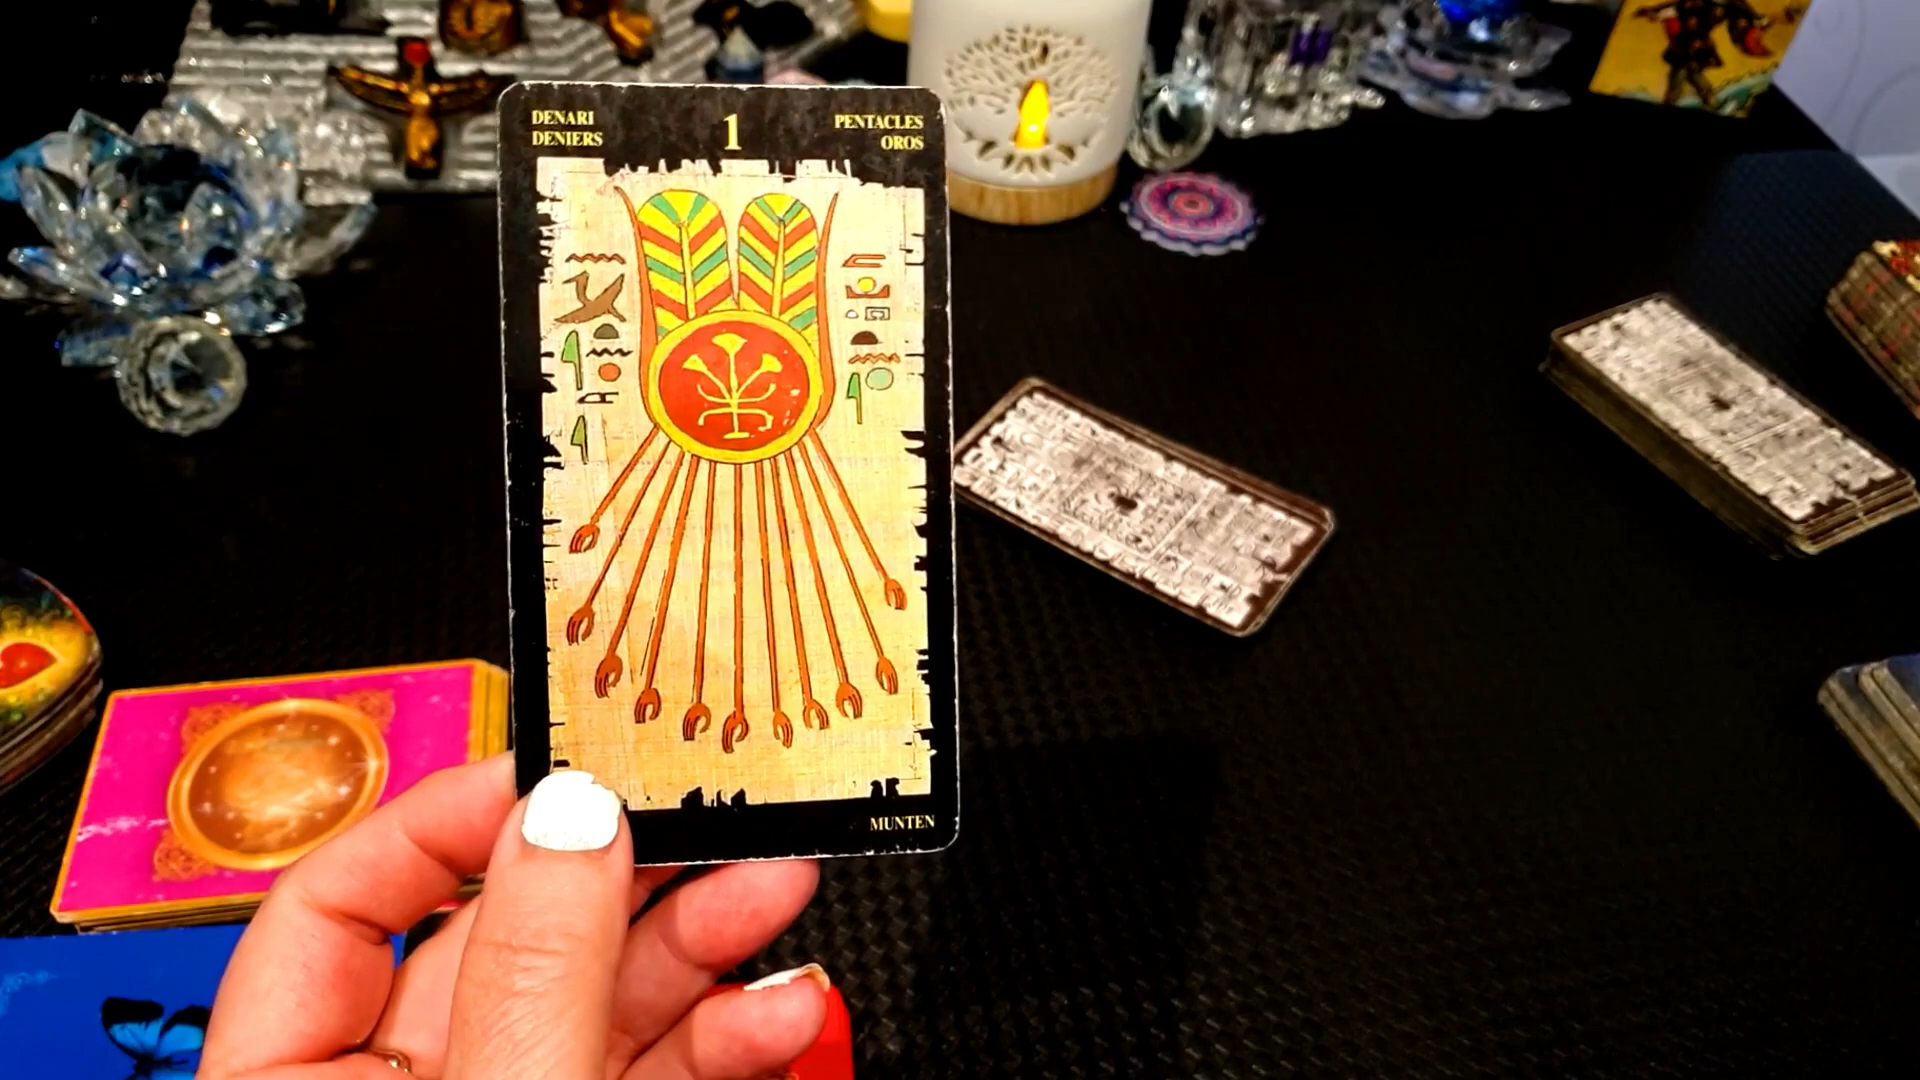 DENARI
DENIERS
1
PENTACLES
OROS
MUNTEN